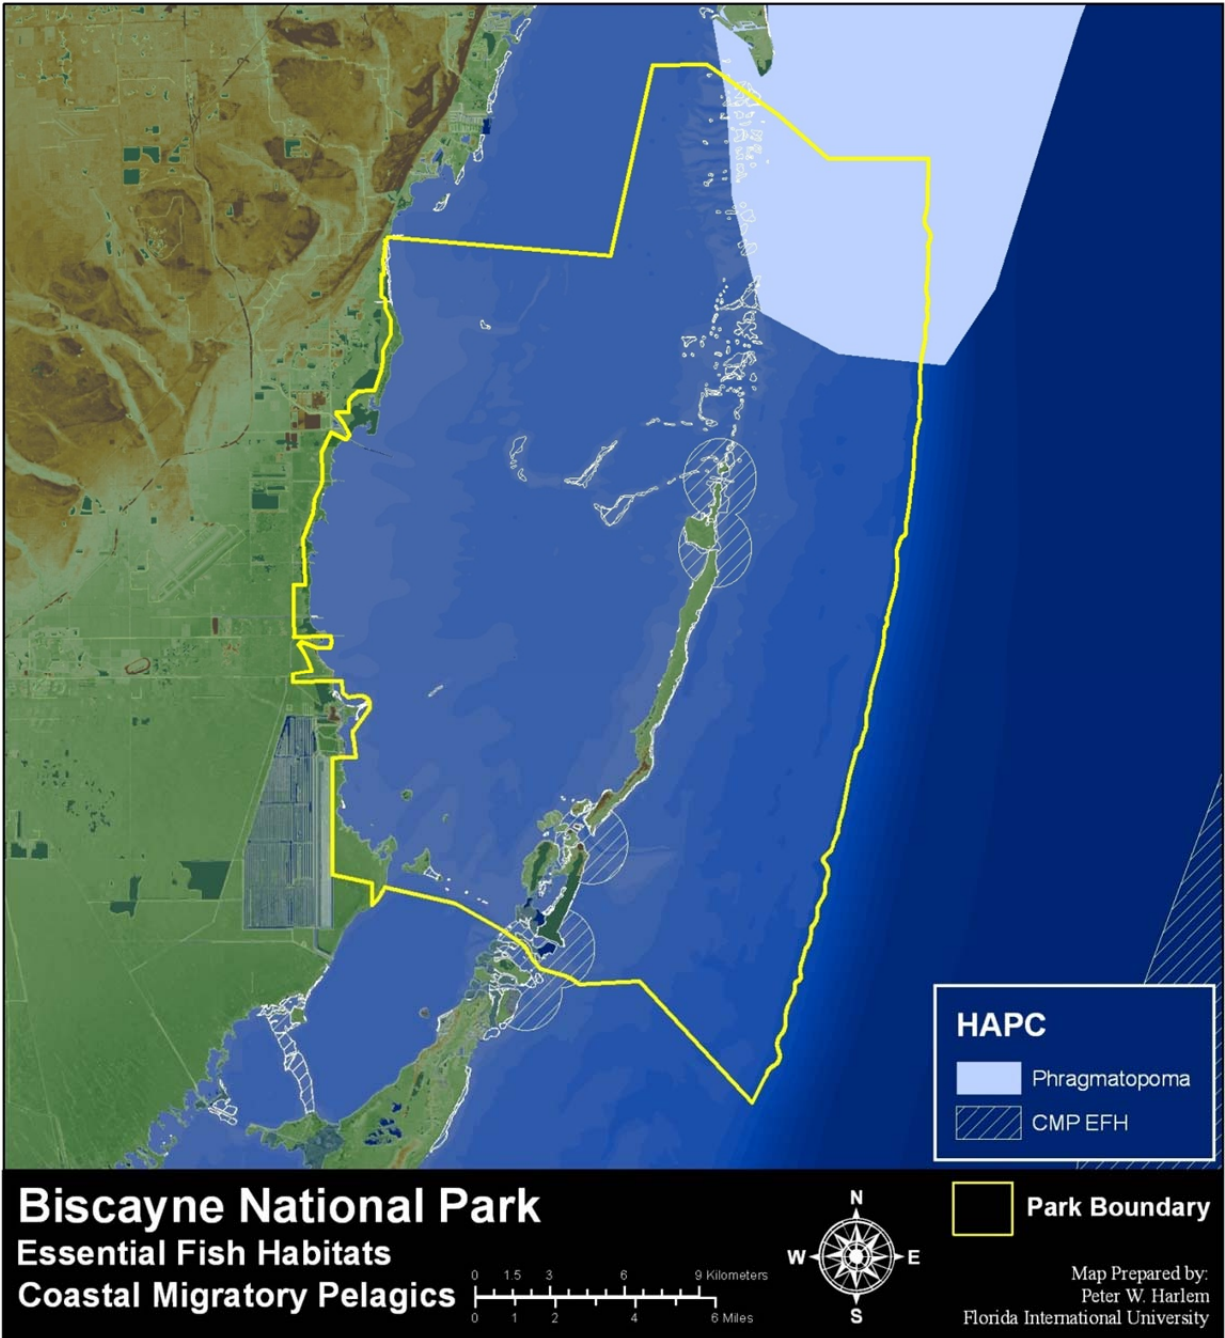 HAPC
Phragmatopoma
CMP EFH
Biscayne National Park
Essential Fish Habitats
Coastal Migratory Pelagics
0 1.5 3 6 9 Kilometers
0 1 2 4 6 Miles
N
W E
S
Park Boundary
Map Prepared by:
Peter W. Harlem
Florida International University